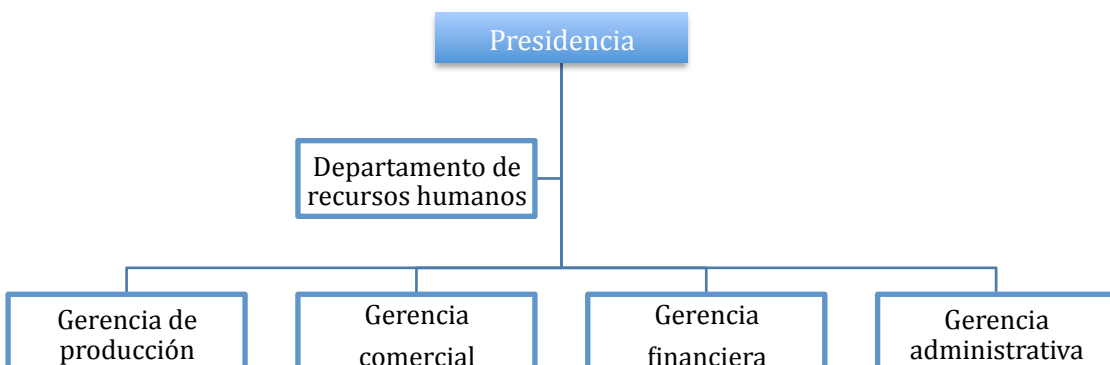 Presidencia
Departamento de
recursos humanos
Gerencia de
producción
Gerencia
comercial
Gerencia
financiera
Gerencia
administrativa